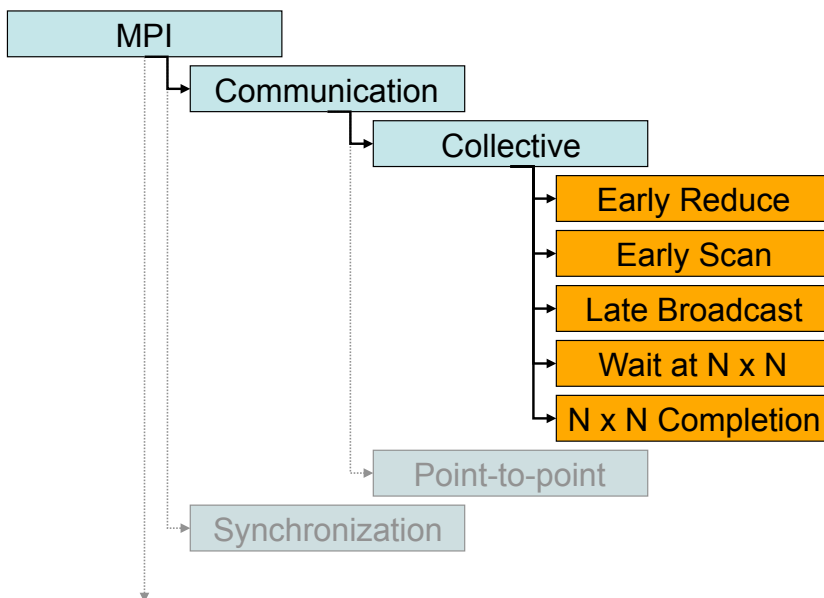 MPI
Communication
Collective
Early Reduce
Early Scan
Late Broadcast
Wait at N x N
N x N Completion
Point-to-point
Synchronization